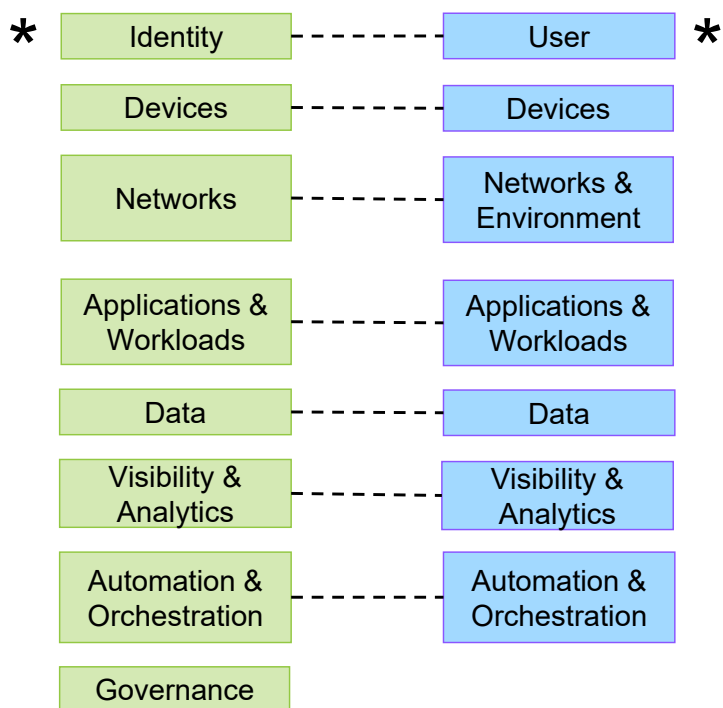 * Identity User *
Devices Devices
Networks Networks &
Environment
Applications & Applications &
Workloads Workloads
Data Data
Visibility & Visibility &
Analytics Analytics
Automation & Automation &
Orchestration Orchestration
Governance